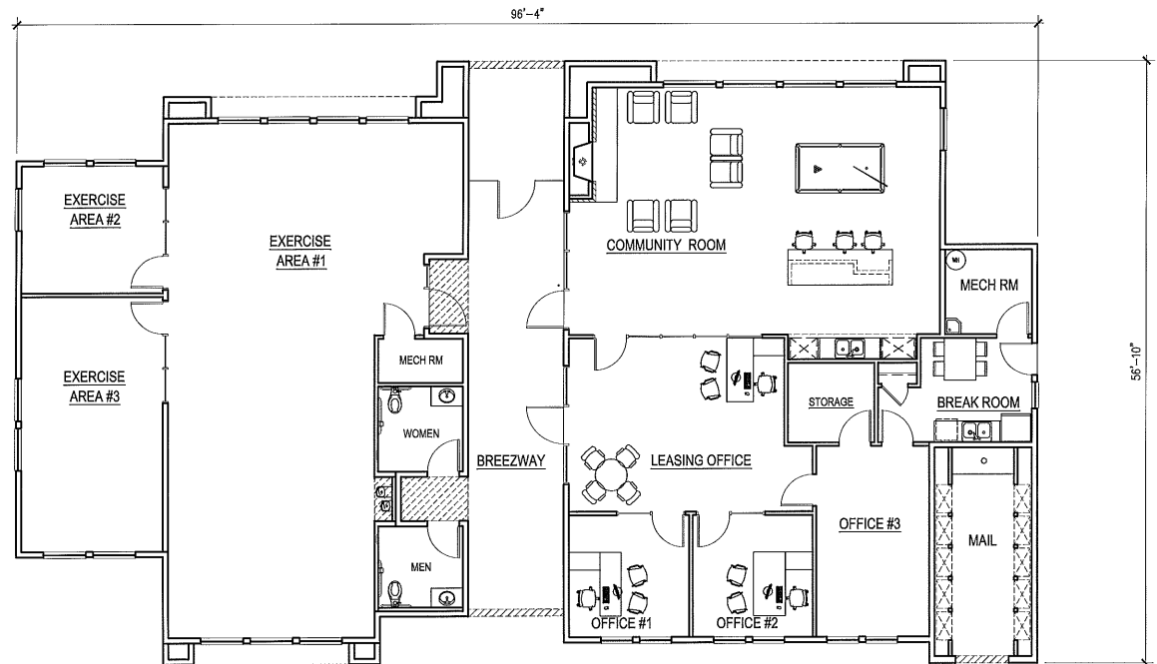 96'-4"
56'-10"
EXERCISE
AREA #2
EXERCISE
AREA #1
COMMUNITY ROOM
MECH RM
EXERCISE
AREA #3
MECH RM
STORAGE
BREAK ROOM
WOMEN
BREEZWAY
LEASING OFFICE
OFFICE #3
MAIL
MEN
OFFICE #1
OFFICE #2